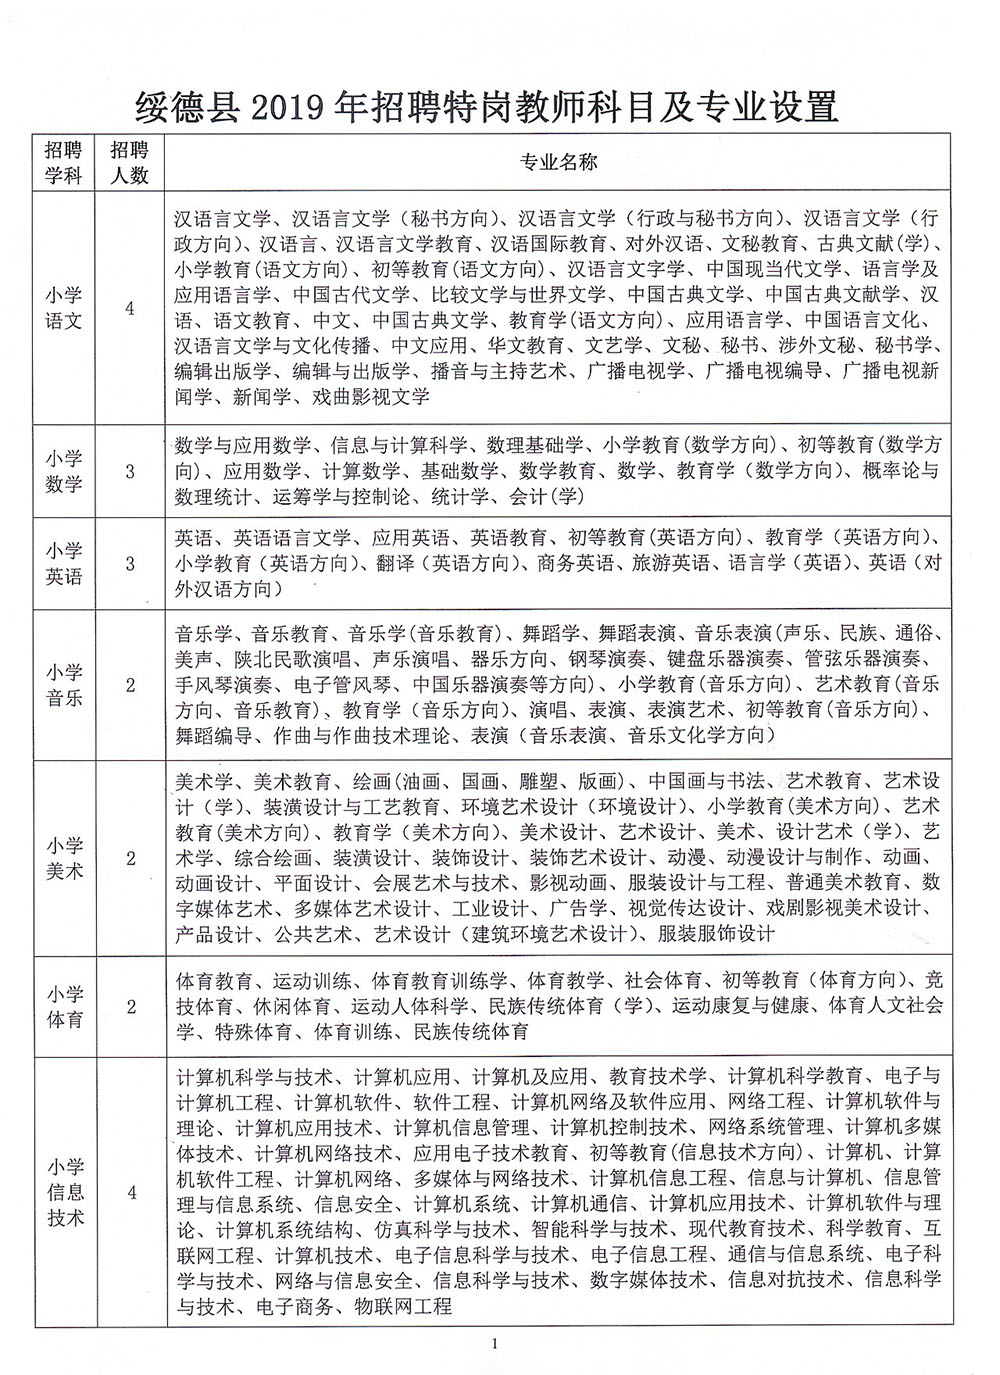 绥德县 2019 年招聘特岗教师科目及专业设置
招聘
学科
招聘
人数
专业名称
小学
语文
4
汉语言文学、汉语言文学（秘书方向）、汉语言文学（行政与秘书方向）、汉语言文学（行
政方向）、汉语言、汉语言文学教育、汉语国际教育、对外汉语、文秘教育、古典文献(学)、
小学教育(语文方向)、初等教育(语文方向)、汉语言文字学、中国现当代文学、语言学及
应用语言学、中国古代文学、比较文学与世界文学、中国古典文学、中国古典文献学、汉
语、语文教育、中文、中国古典文学、教育学(语文方向)、应用语言学、中国语言文化、
汉语言文学与文化传播、中文应用、华文教育、文艺学、文秘、秘书、涉外文秘、秘书学、
编辑出版学、编辑与出版学、播音与主持艺术、广播电视学、广播电视编导、广播电视新
闻学、新闻学、戏曲影视文学
小学
数学
3
数学与应用数学、信息与计算科学、数理基础学、小学教育(数学方向)、初等教育(数学方
向)、应用数学、计算数学、基础数学、数学教育、数学、教育学（数学方向）、概率论与
数理统计、运筹学与控制论、统计学、会计(学)
小学
英语
3
英语、英语语言文学、应用英语、英语教育、初等教育(英语方向)、教育学（英语方向）、
小学教育（英语方向）、翻译（英语方向）、商务英语、旅游英语、语言学（英语）、英语（对
外汉语方向）
小学
音乐
2
音乐学、音乐教育、音乐学(音乐教育)、舞蹈学、舞蹈表演、音乐表演(声乐、民族、通俗、
美声、陕北民歌演唱、声乐演唱、器乐方向、钢琴演奏、键盘乐器演奏、管弦乐器演奏、
手风琴演奏、电子管风琴、中国乐器演奏等方向)、小学教育(音乐方向)、艺术教育(音乐
方向、音乐教育)、教育学（音乐方向）、演唱、表演、表演艺术、初等教育(音乐方向)、
舞蹈编导、作曲与作曲技术理论、表演（音乐表演、音乐文化学方向）
小学
美术
2
美术学、美术教育、绘画(油画、国画、雕塑、版画)、中国画与书法、艺术教育、艺术设
计（学）、装潢设计与工艺教育、环境艺术设计（环境设计）、小学教育(美术方向)、艺术
教育(美术方向)、教育学（美术方向）、美术设计、艺术设计、美术、设计艺术（学）、艺
术学、综合绘画、装潢设计、装饰设计、装饰艺术设计、动漫、动漫设计与制作、动画、
动画设计、平面设计、会展艺术与技术、影视动画、服装设计与工程、普通美术教育、数
字媒体艺术、多媒体艺术设计、工业设计、广告学、视觉传达设计、戏剧影视美术设计、
产品设计、公共艺术、艺术设计（建筑环境艺术设计）、服装服饰设计
小学
体育
2
体育教育、运动训练、体育教育训练学、体育教学、社会体育、初等教育（体育方向）、竞
技体育、休闲体育、运动人体科学、民族传统体育（学）、运动康复与健康、体育人文社会
学、特殊体育、体育训练、民族传统体育
小学
信息
技术
4
计算机科学与技术、计算机应用、计算机及应用、教育技术学、计算机科学教育、电子与
计算机工程、计算机软件、软件工程、计算机网络及软件应用、网络工程、计算机软件与
理论、计算机应用技术、计算机信息管理、计算机控制技术、网络系统管理、计算机多媒
体技术、计算机网络技术、应用电子技术教育、初等教育(信息技术方向)、计算机、计算
机软件工程、计算机网络、多媒体与网络技术、计算机信息工程、信息与计算机、信息管
理与信息系统、信息安全、计算机系统、计算机通信、计算机应用技术、计算机软件与理
论、计算机系统结构、仿真科学与技术、智能科学与技术、现代教育技术、科学教育、互
联网工程、计算机技术、电子信息科学与技术、电子信息工程、通信与信息系统、电子科
学与技术、网络与信息安全、信息科学与技术、数字媒体技术、信息对抗技术、信息科学
与技术、电子商务、物联网工程
1